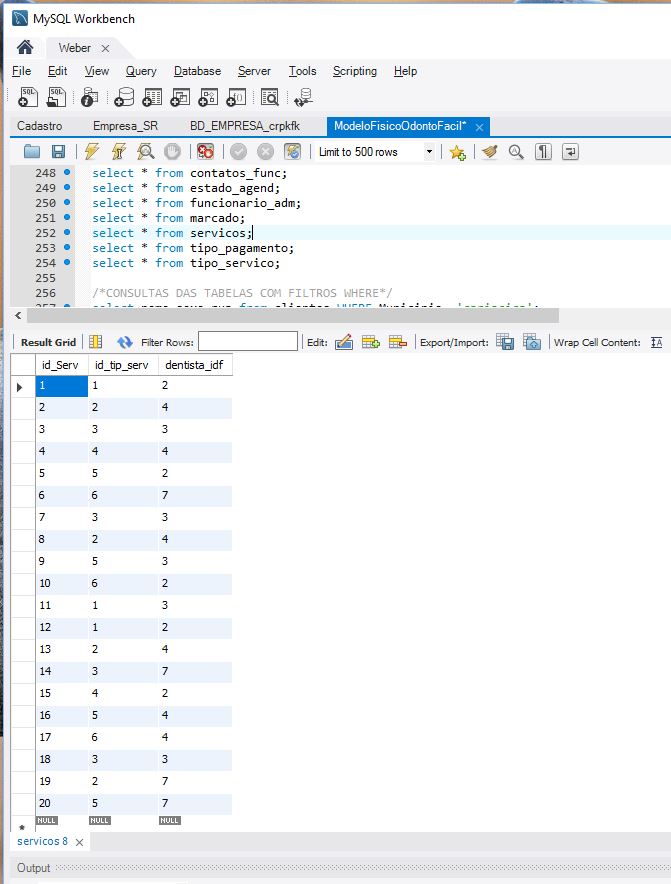 MySQL Workbench
Weber
File Edit View Query Database Server Tools Scripting Help
Cadastro Empresa_SR BD_EMPRESA_crpkfk ModeloFisicoOdontoFacil*
Limit to 500 rows
248 select * from contatos_func;
249 select * from estado_agend;
250 select * from funcionario_adm;
251 select * from marcado;
252 select * from servicos;
253 select * from tipo_pagamento;
254 select * from tipo_servico;
255
256 /*CONSULTAS DAS TABELAS COM FILTROS WHERE*/
257 from clientes WHERE Municipio
Result Grid Filter Rows: Edit: Export/Import: Wrap Cell Content:
id_Serv id_tip_serv dentista_idf
1 1 2
2 2 4
3 3 3
4 4 4
5 5 2
6 6 7
7 3 3
8 2 4
9 5 3
10 6 2
11 1 3
12 1 2
13 2 4
14 3 7
15 4 2
16 5 4
17 6 4
18 3 3
19 2 7
20 5 7
NULL NULL NULL
servicos 8
Output